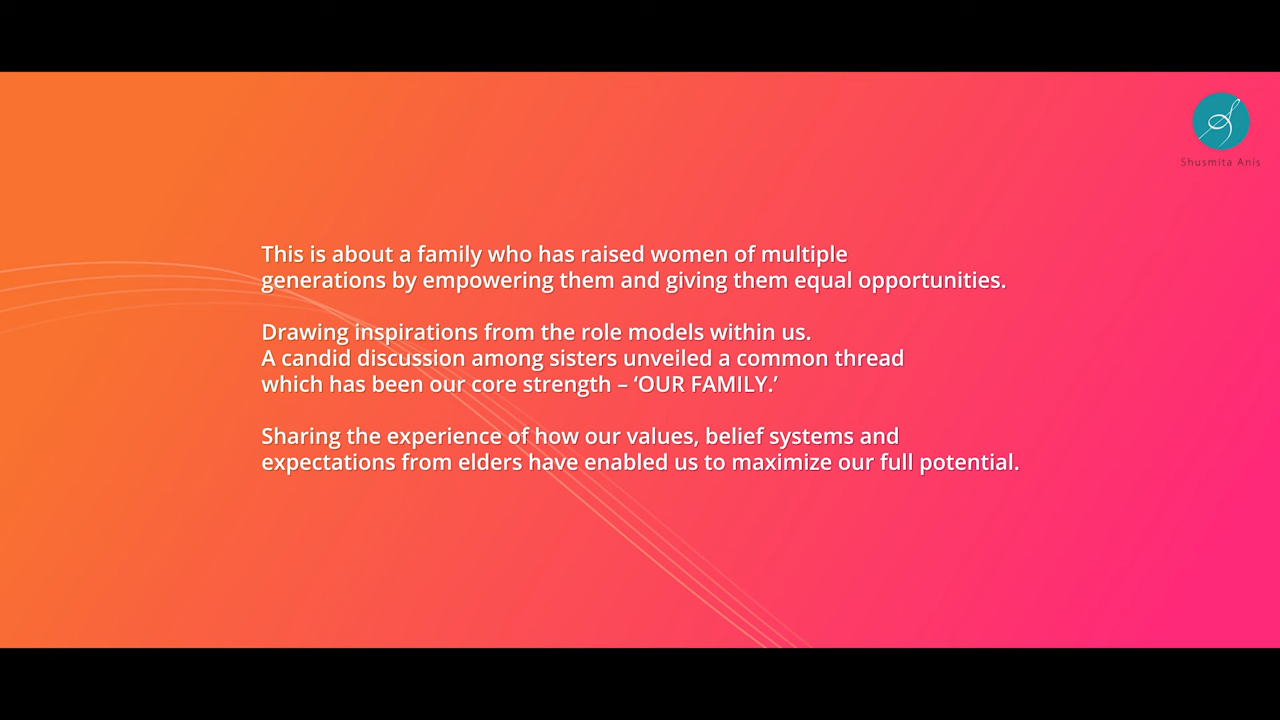 Shusmita Anis
This is about a family who has raised women of multiple
generations by empowering them and giving them equal opportunities.
Drawing inspirations from the role models within us.
A candid discussion among sisters unveiled a common thread
which has been our core strength – ‘OUR FAMILY.’
Sharing the experience of how our values, belief systems and
expectations from elders have enabled us to maximize our full potential.